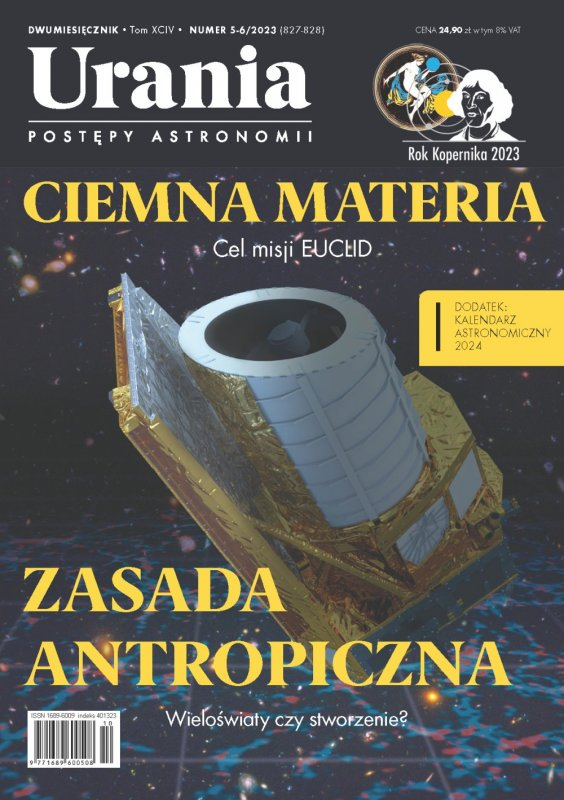 DWUMIESIĘCZNIK • Tom XCIV • NUMER 5-6/2023 (827-828)
CENA 24,90 zł w tym 8% VAT
Urania
POSTĘPY ASTRONOMII
Rok Kopernika 2023
CIEMNA MATERIA
Cel misji EUCLID
DODATEK:
KALENDARZ
ASTRONOMICZNY
2024
ZASADA
ANTROPICZNA
Wieloświaty czy stworzenie?
ISSN 1689-6009 indeks 401323
10
9 771689 600508